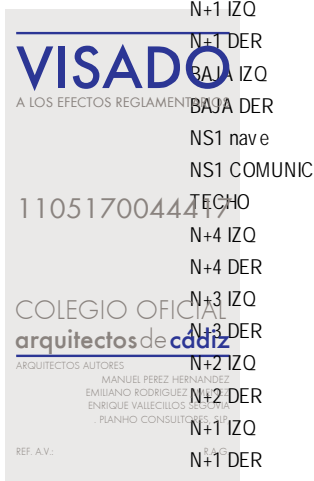 N+1 IZQ
N+1 DER
VISADO
BAJA IZQ
A LOS EFECTOS REGLAMENTARIOS
BAJA DER
NS1 nave
NS1 COMUNIC
TECHO
1105170044417
N+4 IZQ
N+4 DER
N+3 IZQ
COLEGIO OFICIAL
N+3 DER
arquitectos de cádiz
N+2 IZQ
ARQUITECTOS AUTORES
MANUEL PEREZ HERNANDEZ
EMILIANO RODRIGUEZ JIMENEZ
N+2 DER
ENRIQUE VALLECILLOS SEGOVIA
. PLANHO CONSULTORES, SLP
N+1 IZQ
REF. A.V.: R.A.G.
N+1 DER